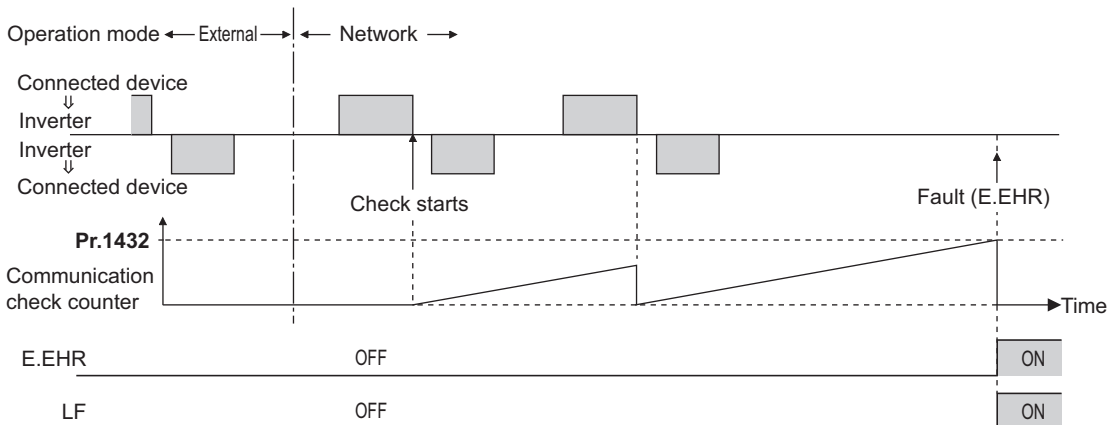 Operation mode External Network
Connected device
⇓
Inverter
Inverter
⇓
Connected device
Check starts
Fault (E.EHR)
Pr.1432
Communication
check counter
Time
E.EHR OFF ON
LF OFF ON